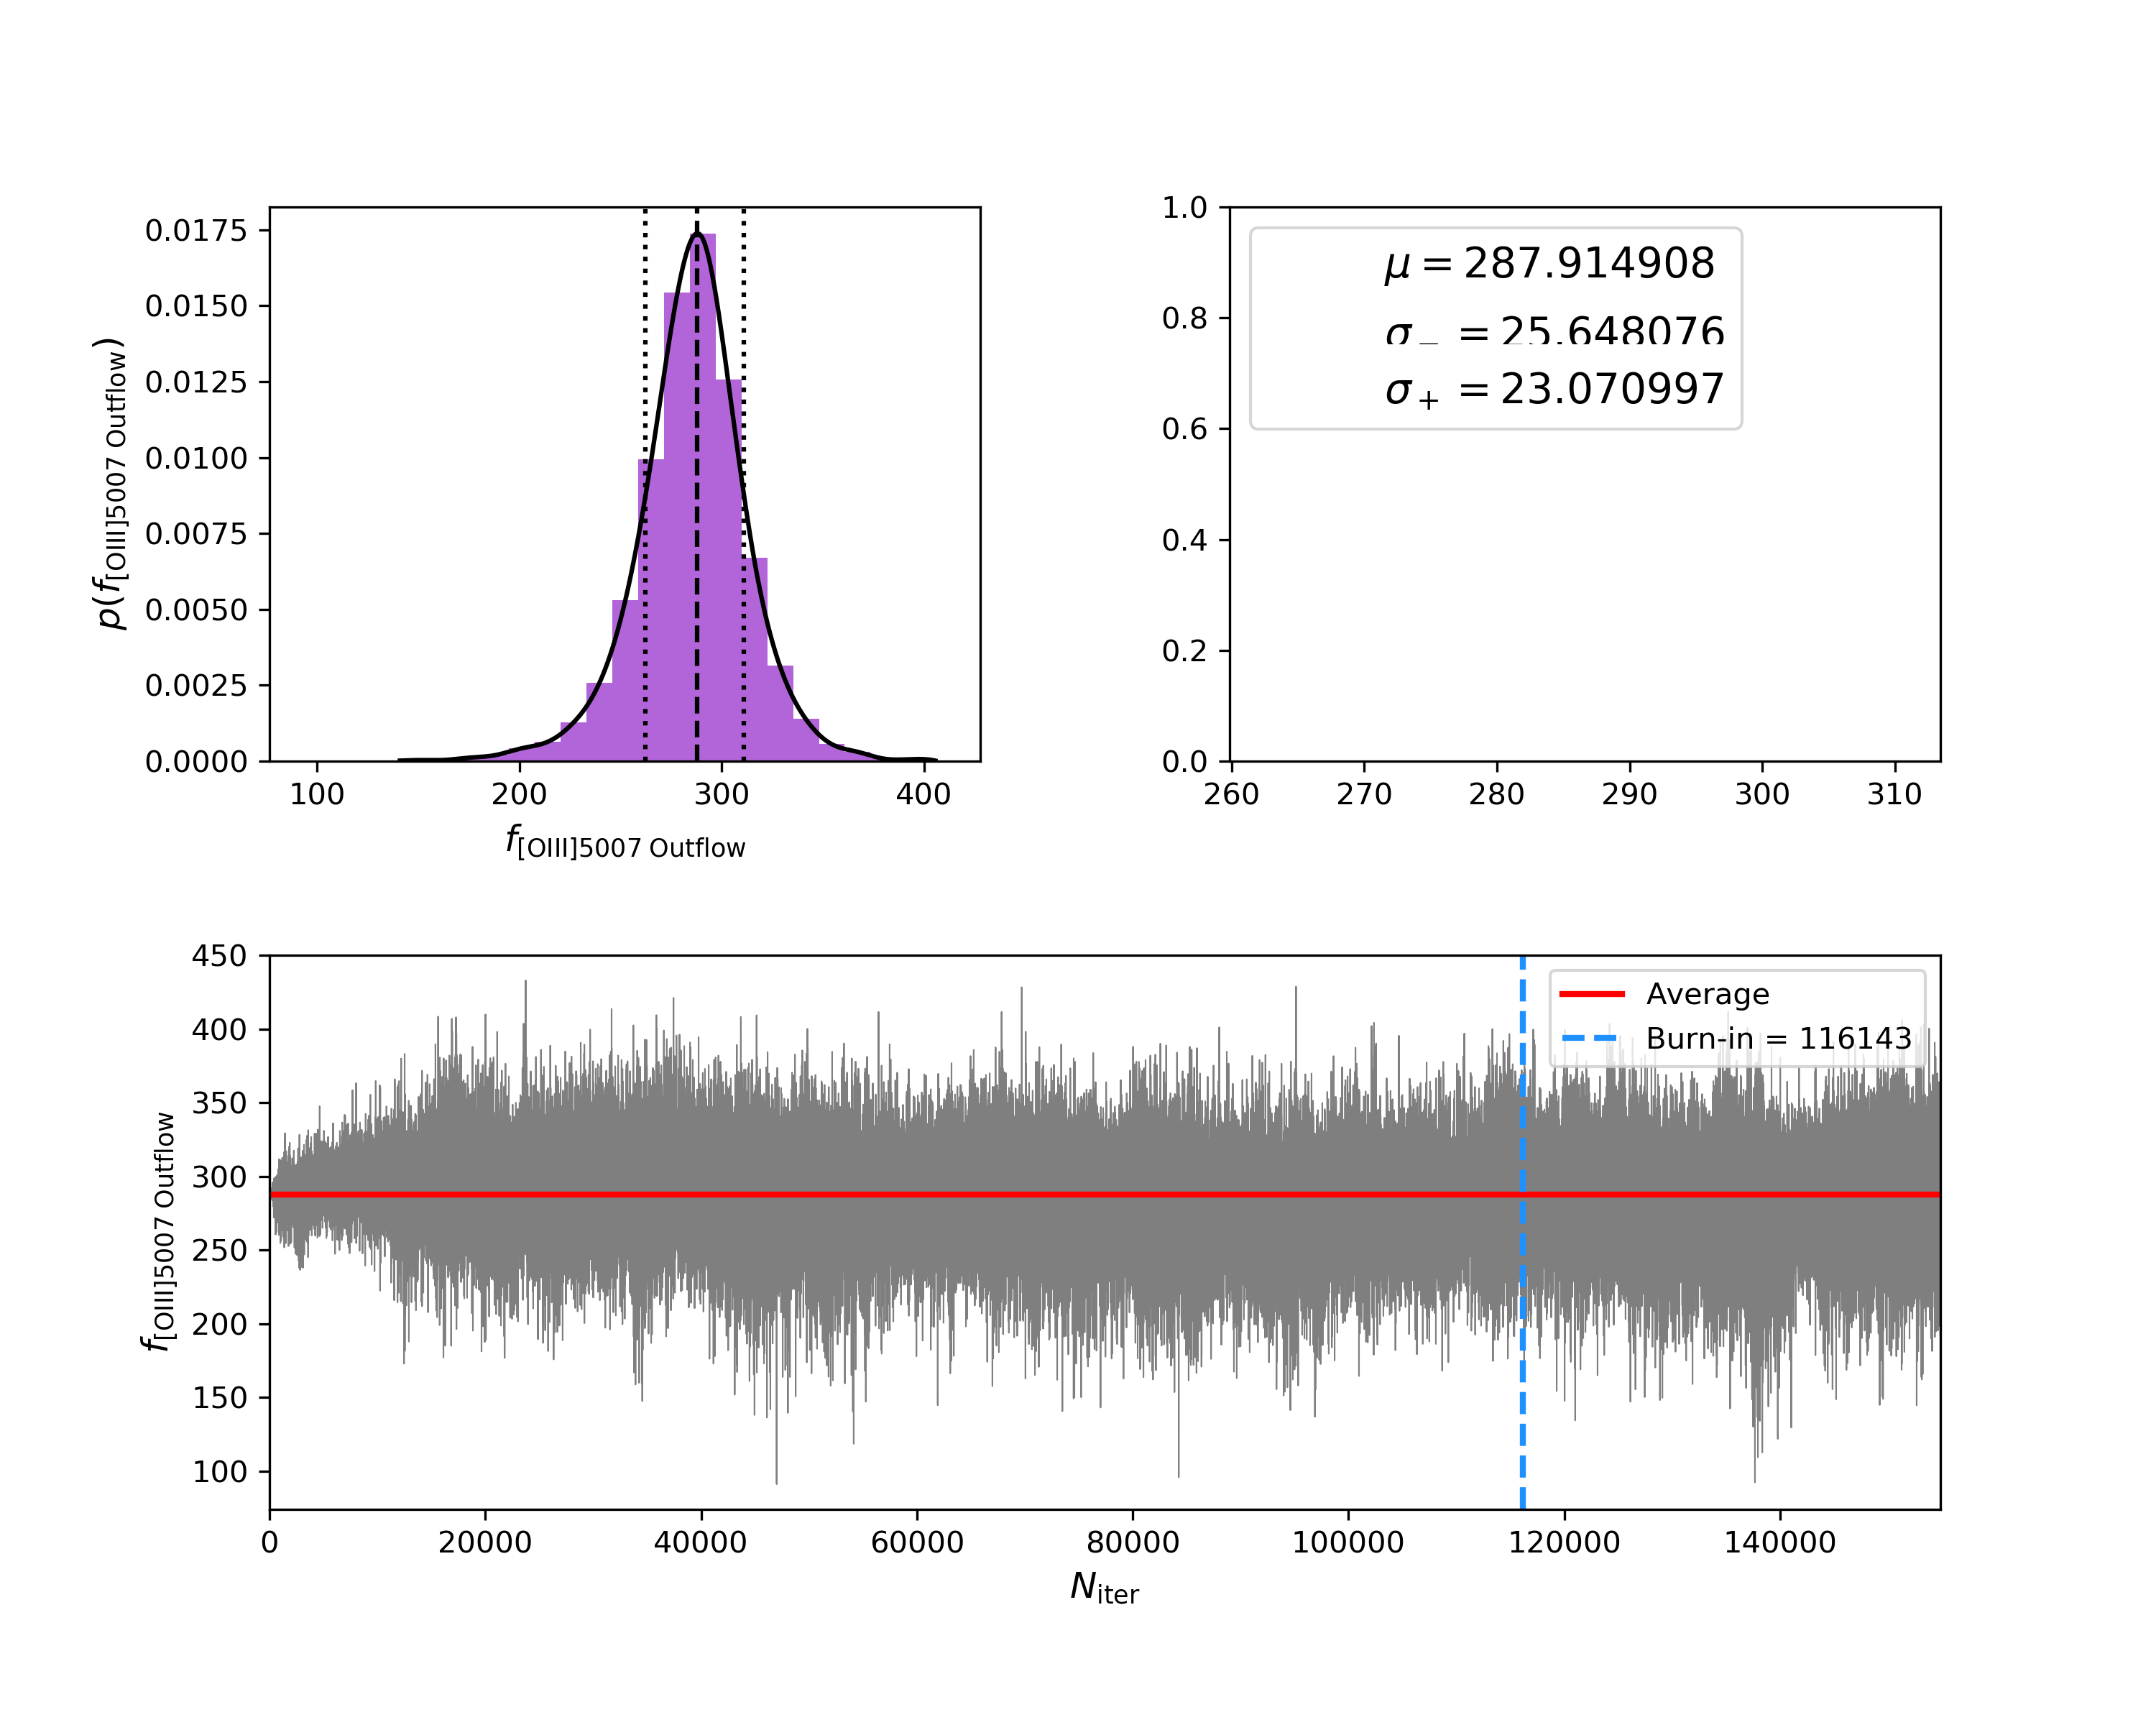 0.0175
0.0150
0.0125
0.0100
0.0075
0.0050
0.0025
0.0000
p(f[OIII]5007 Outflow)
100 200 300 400
f[OIII]5007 Outflow
1.0
0.8
0.6
0.4
0.2
0.0
μ = 287.914908
σ− = 25.648076
σ+ = 23.070997
260 270 280 290 300 310
450
400
350
300
250
200
150
100
f[OIII]5007 Outflow
Average
Burn-in = 116143
0 20000 40000 60000 80000 100000 120000 140000
Niter